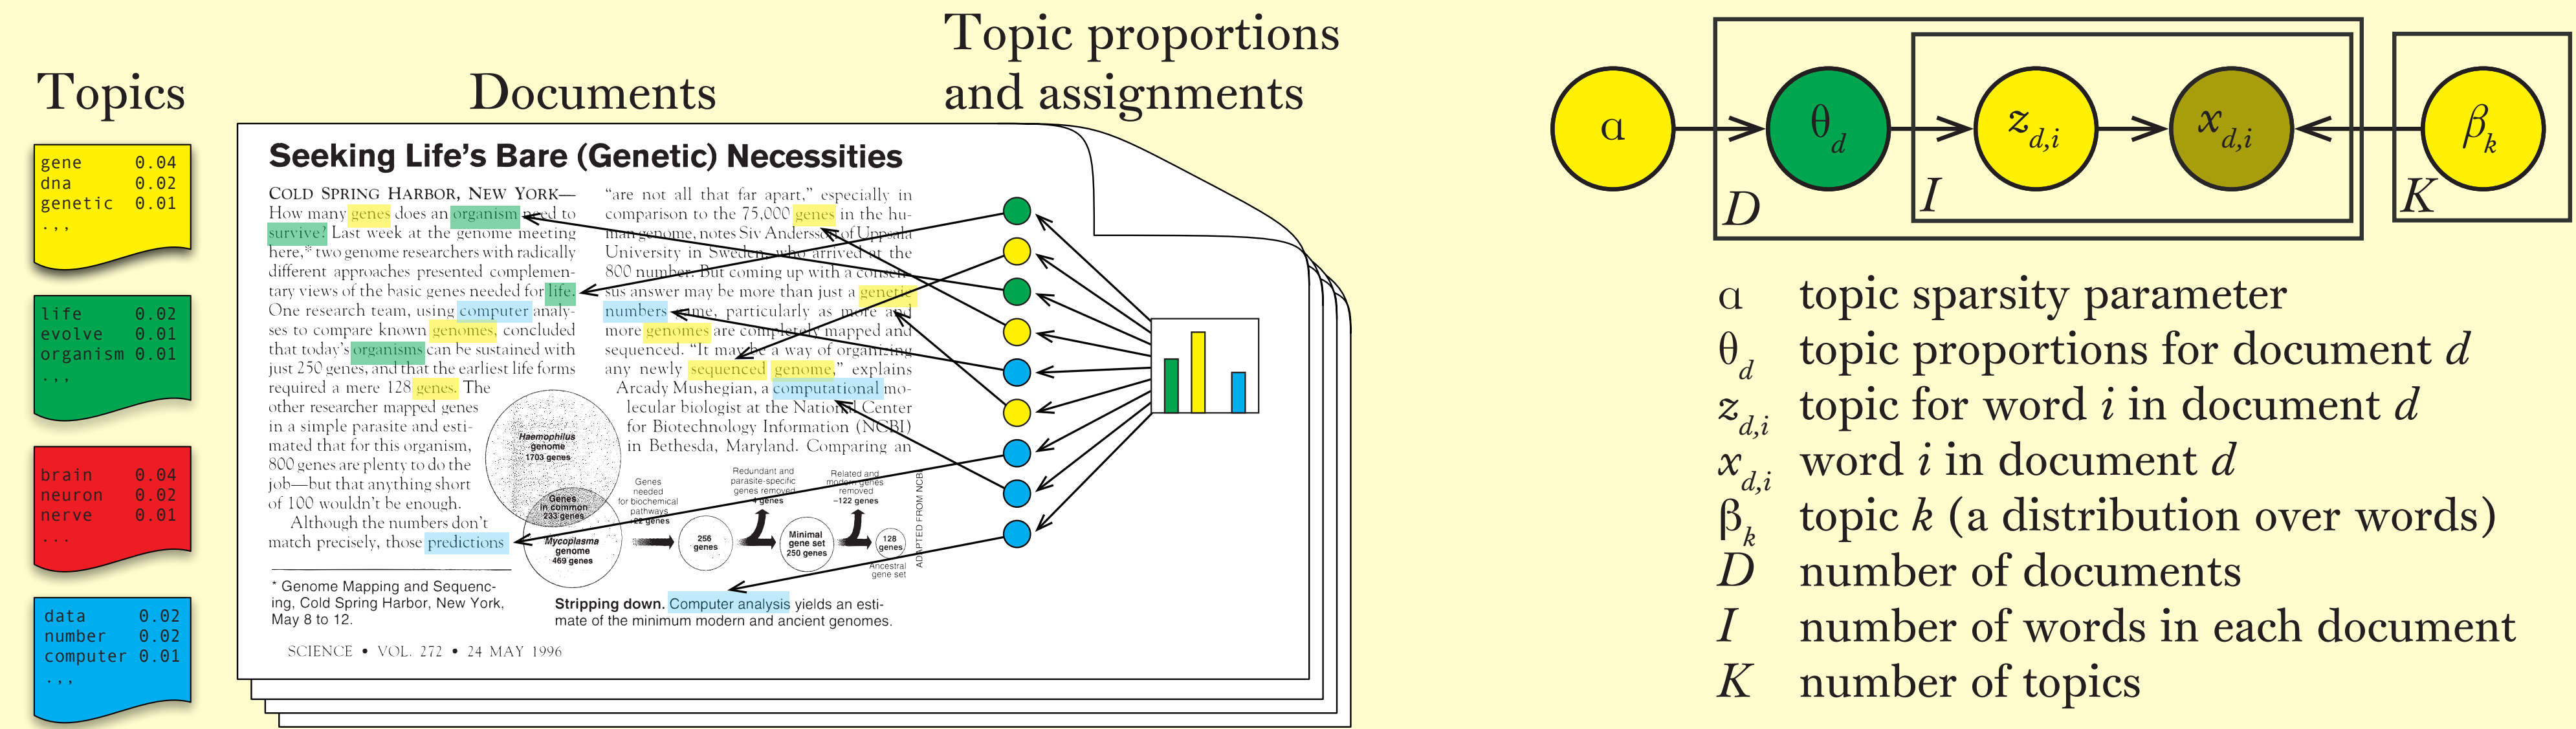 Topics
gene 0.04
dna 0.02
genetic 0.01
.,,
life 0.02
evolve 0.01
organism 0.01
.,,
brain 0.04
neuron 0.02
nerve 0.01
...
data 0.02
number 0.02
computer 0.01
.,,
Documents
Seeking Life's Bare (Genetic) Necessities
COLD SPRING HARBOR, NEW YORK—
How many genes does an organism need to
survive? Last week at the genome meeting
here,* two genome researchers with radically
different approaches presented complemen-
tary views of the basic genes needed for life.
One research team, using computer analy-
ses to compare known genomes, concluded
that today's organisms can be sustained with
just 250 genes, and that the earliest life forms
required a mere 128 genes. The
other researcher mapped genes
in a simple parasite and esti-
mated that for this organism,
800 genes are plenty to do the
job—but that anything short
of 100 wouldn't be enough.
Although the numbers don't
match precisely, those predictions
* Genome Mapping and Sequenc-
ing, Cold Spring Harbor, New York,
May 8 to 12.
"are not all that far apart," especially in
comparison to the 75,000 genes in the hu-
man genome, notes Siv Andersson of Uppsala
University in Sweden, who arrived at the
800 number. But coming up with a consen-
sus answer may be more than just a genetic
numbers game, particularly as more and
more genomes are completely mapped and
sequenced. "It may be a way of organizing
any newly sequenced genome," explains
Arcady Mushegian, a computational mo-
lecular biologist at the National Center
for Biotechnology Information (NCBI)
in Bethesda, Maryland. Comparing an
Haemophilus
genome
1703 genes
Genes
in common
233 genes
Mycoplasma
genome
469 genes
Genes
needed
for biochemical
pathways
+22 genes
256
genes
Redundant and
parasite-specific
genes removed
–4 genes
Minimal
gene set
250 genes
Related and
modern genes
removed
–122 genes
128
genes
Ancestral
gene set
ADAPTED FROM NCBI
Stripping down. Computer analysis yields an esti-
mate of the minimum modern and ancient genomes.
SCIENCE • VOL. 272 • 24 MAY 1996
Topic proportions
and assignments
α
θd
zd,i
xd,i
βk
D
I
K
α topic sparsity parameter
θd topic proportions for document d
zd,i topic for word i in document d
xd,i word i in document d
βk topic k (a distribution over words)
D number of documents
I number of words in each document
K number of topics